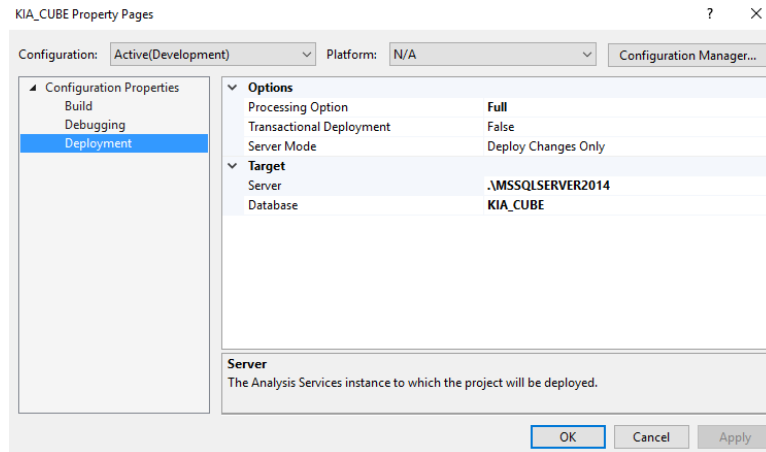 KIA_CUBE Property Pages ? ×
Configuration: Active(Development) Platform: N/A Configuration Manager...
Configuration Properties
Build
Debugging
Deployment
Options
Processing Option Full
Transactional Deployment False
Server Mode Deploy Changes Only
Target
Server .\MSSQLSERVER2014
Database KIA_CUBE
Server
The Analysis Services instance to which the project will be deployed.
OK Cancel Apply